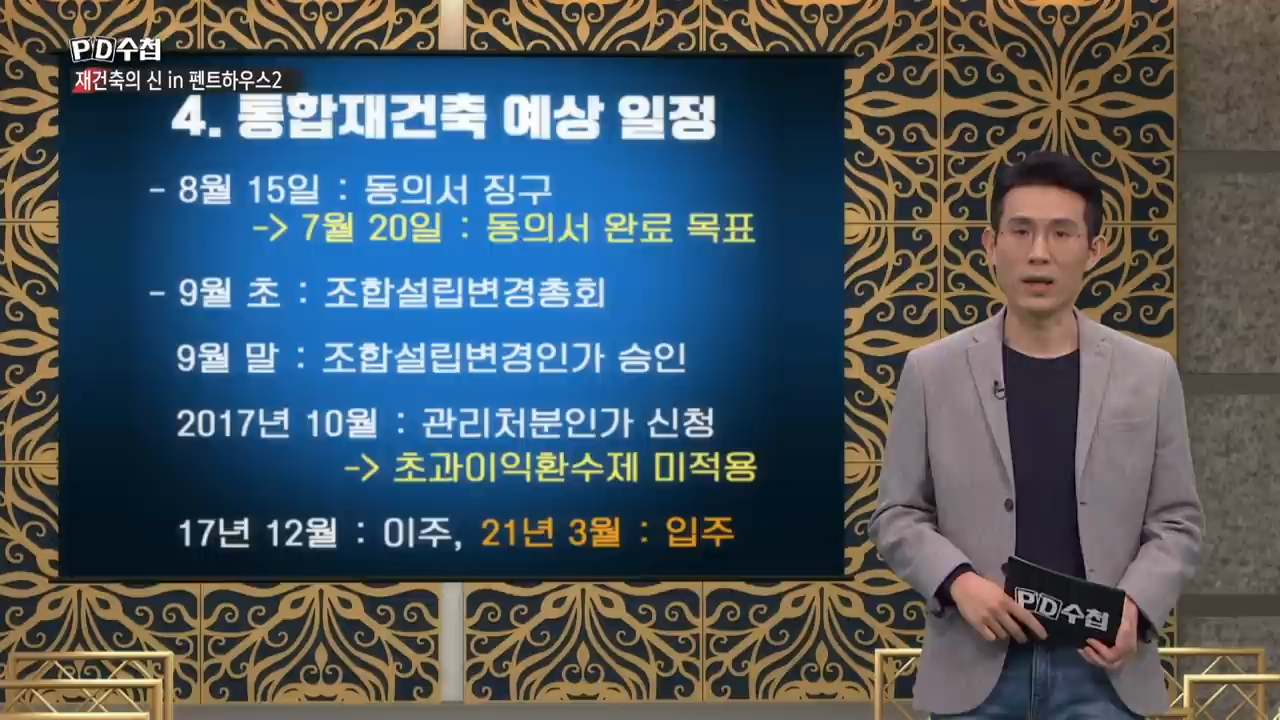 PD수첩
재건축의 신 in 펜트하우스2
4. 통합재건축 예상 일정
- 8월 15일 : 동의서 징구
-> 7월 20일 : 동의서 완료 목표
- 9월 초 : 조합설립변경총회
9월 말 : 조합설립변경인가 승인
2017년 10월 : 관리처분인가 신청
-> 초과이익환수제 미적용
17년 12월 : 이주, 21년 3월 : 입주
PD수첩